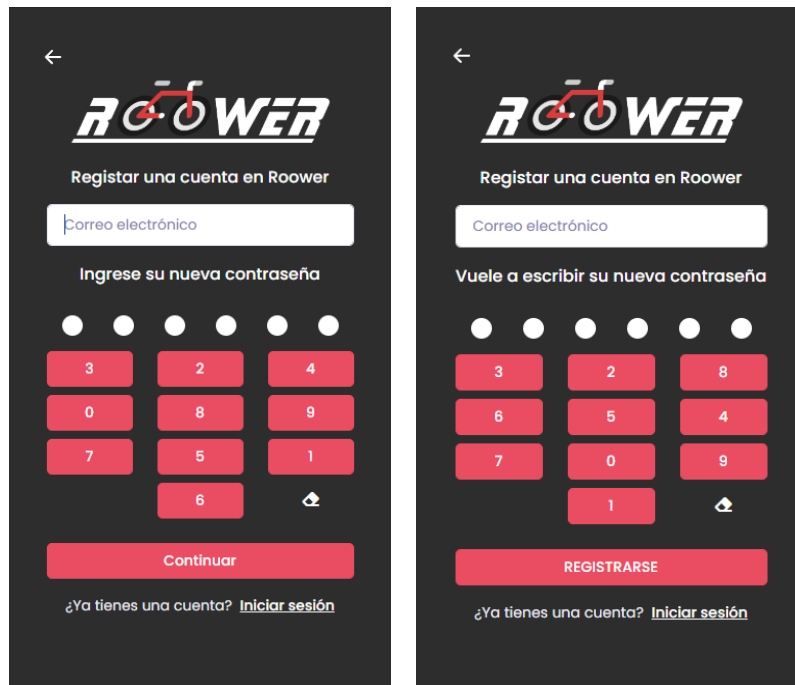 ROOWER
Registar una cuenta en Roower
Correo electrónico
Ingrese su nueva contraseña
3 2 4
0 8 9
7 5 1
6
Continuar
¿Ya tienes una cuenta? Iniciar sesión
ROOWER
Registar una cuenta en Roower
Correo electrónico
Vuele a escribir su nueva contraseña
3 2 8
6 5 4
7 0 9
1
REGISTRARSE
¿Ya tienes una cuenta? Iniciar sesión